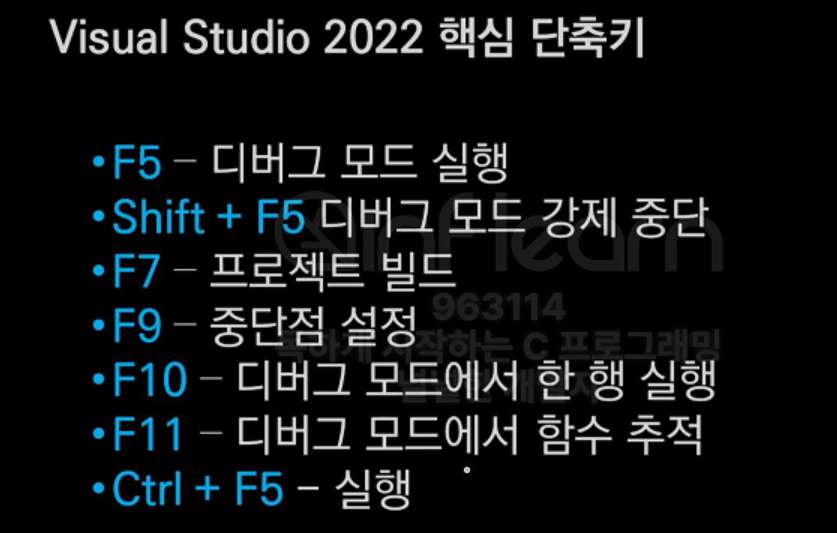 Visual Studio 2022 핵심 단축키
•F5 – 디버그 모드 실행
•Shift + F5 디버그 모드 강제 중단
•F7 – 프로젝트 빌드
•F9 – 중단점 설정
•F10 – 디버그 모드에서 한 행 실행
•F11 – 디버그 모드에서 함수 추적
•Ctrl + F5 – 실행
inflearn
963114
시작하는 C 프로그래밍